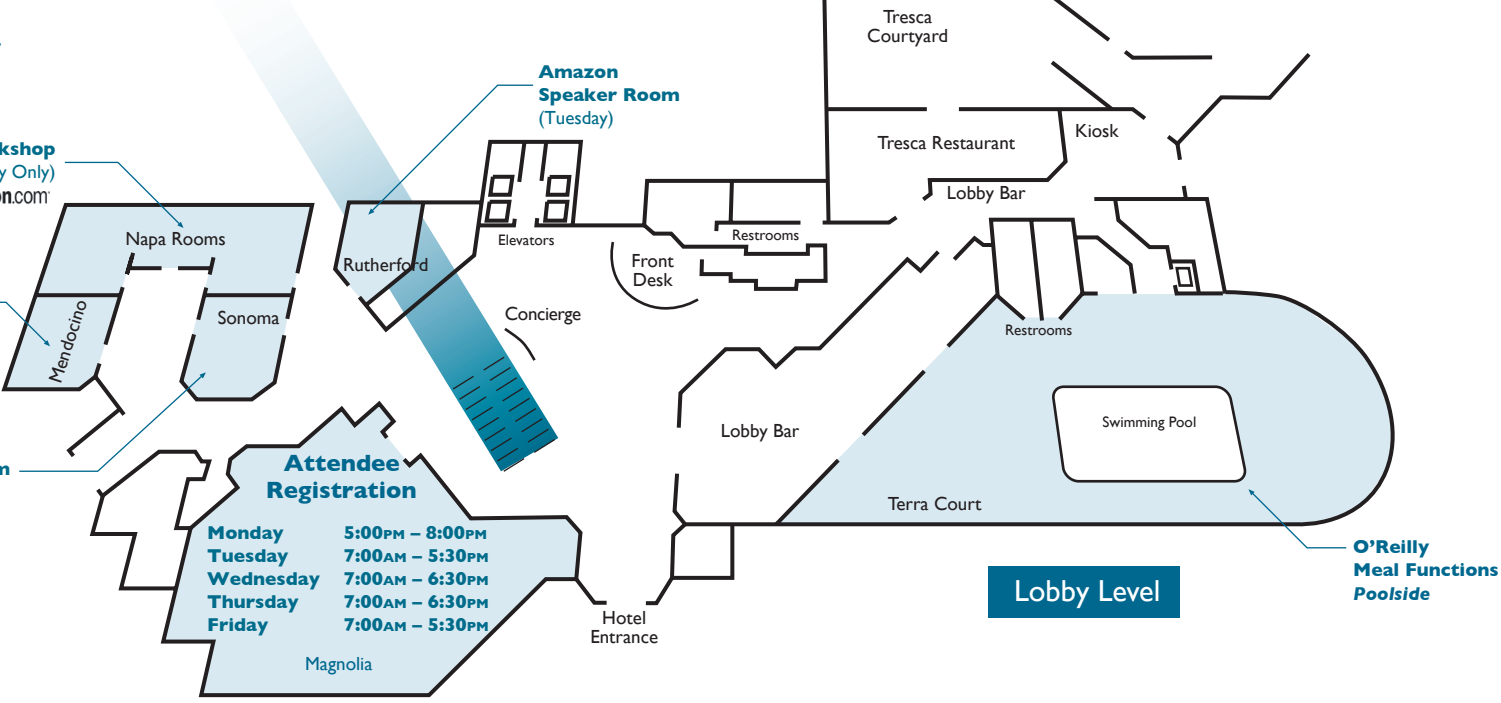 Tresca
Courtyard
Amazon
Speaker Room
(Tuesday)
Kiosk
Tresca Restaurant
kshop
y Only)
n.com
Lobby Bar
Napa Rooms
Elevators
Restrooms
Rutherford
Front
Desk
Mendocino
Sonoma
Concierge
Restrooms
Swimming Pool
Lobby Bar
m
Attendee
Registration
Terra Court
Monday 5:00PM – 8:00PM
Tuesday 7:00AM – 5:30PM
Wednesday 7:00AM – 6:30PM
Thursday 7:00AM – 6:30PM
Friday 7:00AM – 5:30PM
O'Reilly
Meal Functions
Poolside
Lobby Level
Hotel
Entrance
Magnolia